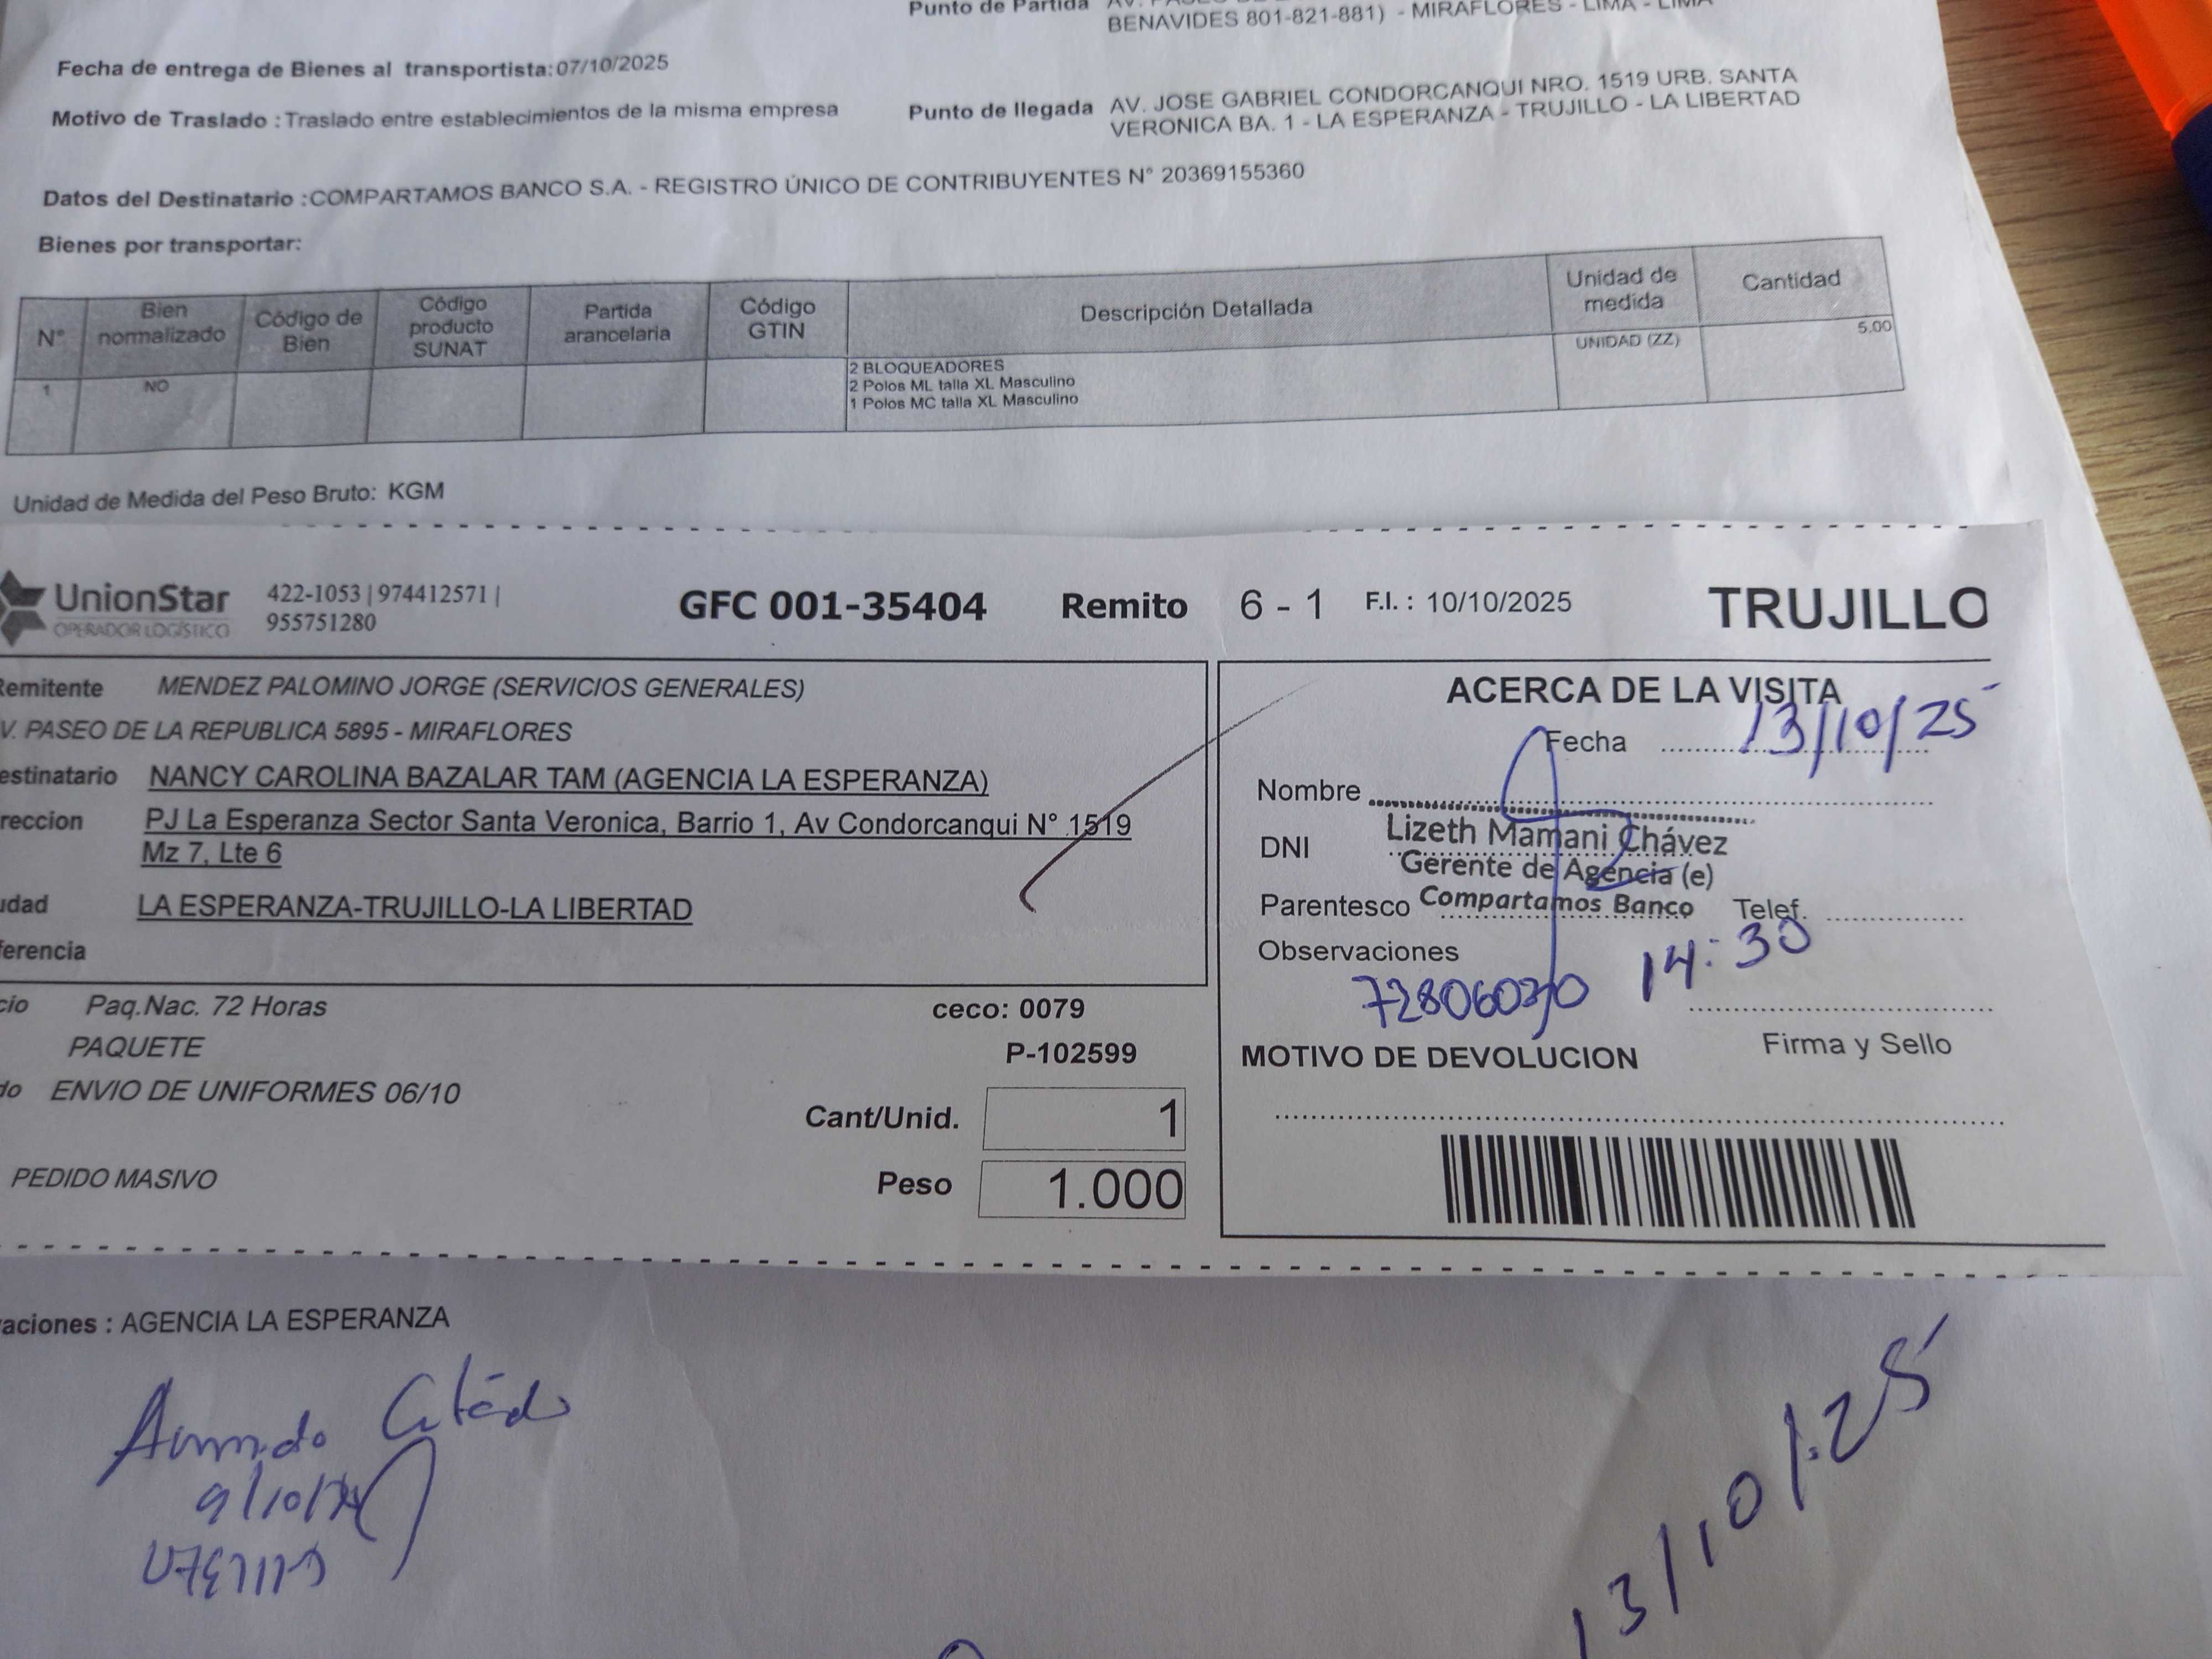 Punto de Partida
BENAVIDES 801-821-881) - MIRAFLORES - LIMA - LIMA
Fecha de entrega de Bienes al transportista: 07/10/2025
Motivo de Traslado : Traslado entre establecimientos de la misma empresa
Punto de llegada AV. JOSE GABRIEL CONDORCANQUI NRO. 1519 URB. SANTA
VERONICA BA. 1 - LA ESPERANZA - TRUJILLO - LA LIBERTAD
Datos del Destinatario : COMPARTAMOS BANCO S.A. - REGISTRO ÚNICO DE CONTRIBUYENTES N° 20369155360
Bienes por transportar:
N° Bien normalizado Código de Bien Código producto SUNAT Partida arancelaria Código GTIN Descripción Detallada Unidad de medida Cantidad
1 NO 2 BLOQUEADORES UNIDAD (ZZ) 5.00
2 Polos ML talla XL Masculino
1 Polos MC talla XL Masculino
Unidad de Medida del Peso Bruto: KGM
UnionStar
OPERADOR LOGÍSTICO
422-1053 | 974412571 |
955751280
GFC 001-35404 Remito 6 - 1 F.I. : 10/10/2025 TRUJILLO
Remitente MENDEZ PALOMINO JORGE (SERVICIOS GENERALES)
V. PASEO DE LA REPUBLICA 5895 - MIRAFLORES
estinatario NANCY CAROLINA BAZALAR TAM (AGENCIA LA ESPERANZA)
reccion PJ La Esperanza Sector Santa Veronica, Barrio 1, Av Condorcanqui N° 1519
Mz 7, Lte 6
udad LA ESPERANZA-TRUJILLO-LA LIBERTAD
ferencia
cio Paq.Nac. 72 Horas
ceco: 0079
PAQUETE
P-102599
do ENVIO DE UNIFORMES 06/10
Cant/Unid. 1
PEDIDO MASIVO
Peso 1.000
ACERCA DE LA VISITA
Fecha 13/10/25
Nombre
DNI Lizeth Mamani Chávez
Gerente de Agencia (e)
Parentesco Compartamos Banco Telef.
Observaciones 14:30
Firma y Sello
MOTIVO DE DEVOLUCION
aciones : AGENCIA LA ESPERANZA
13/10/25